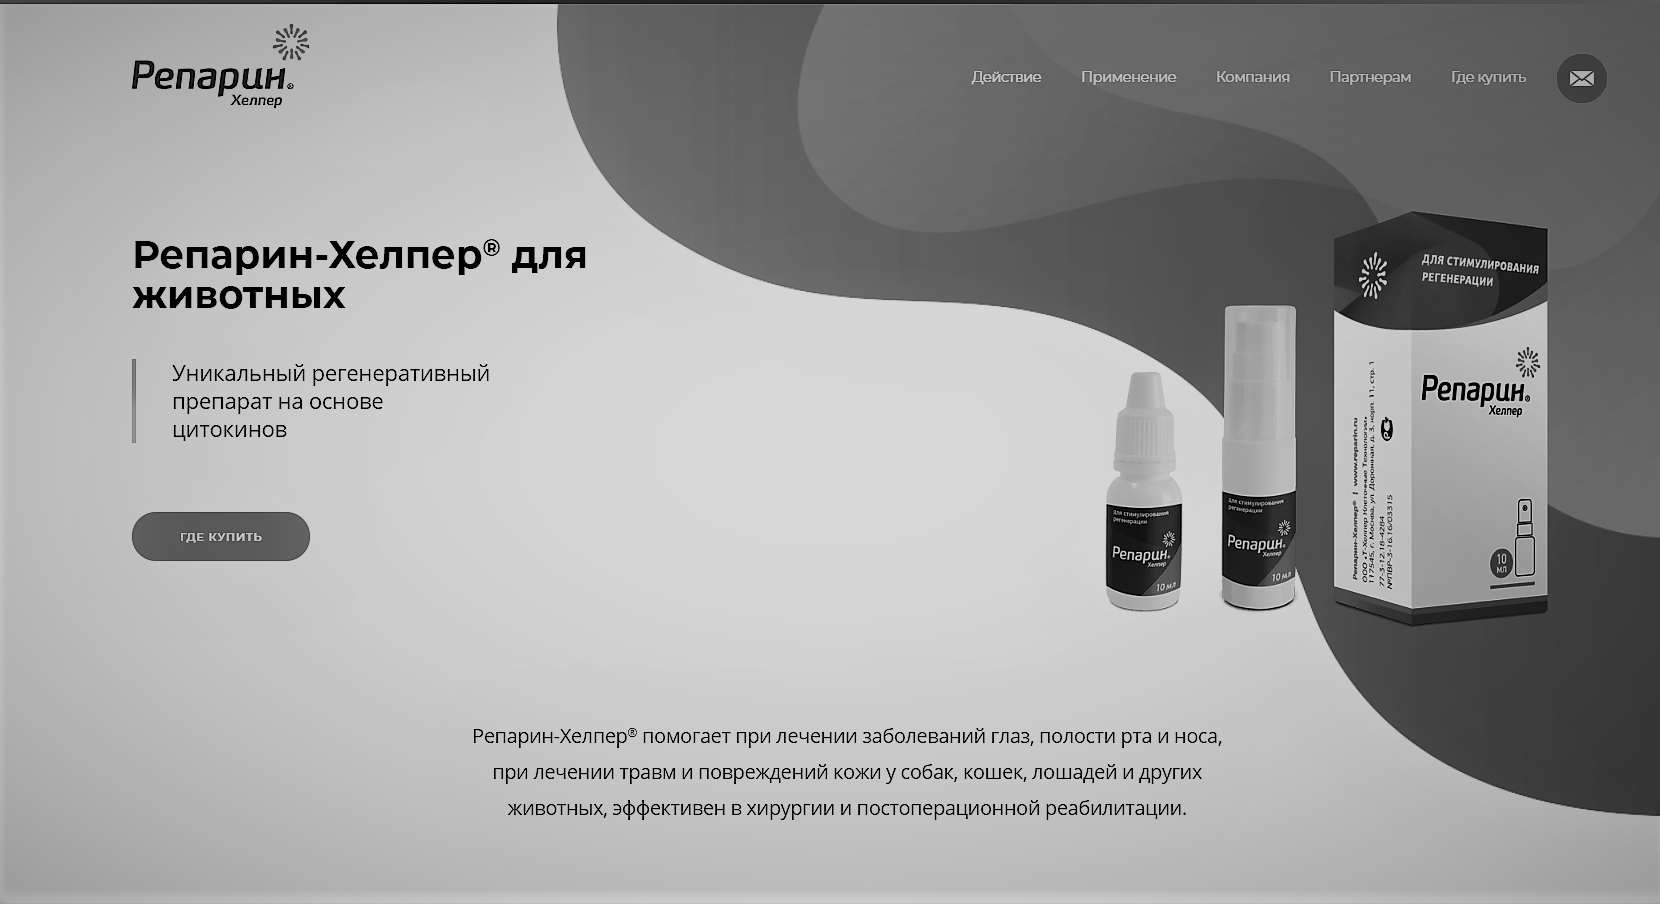 Репарин®
Хелпер
Действие Применение Компания Партнерам Где купить
Репарин-Хелпер® для
животных
Уникальный регенеративный
препарат на основе
цитокинов
ГДЕ КУПИТЬ
для стимулирования
регенерации
Репарин®
Хелпер
10 мл
для стимулирования
регенерации
Репарин®
Хелпер
10 мл
ДЛЯ СТИМУЛИРОВАНИЯ
РЕГЕНЕРАЦИИ
Репарин®
Хелпер
10
МЛ
Репарин-Хелпер® | www.reparin.ru
ООО «Т-Хелпер Клеточные Технологии»
117545, г. Москва, ул. Дорожная, д. 3, корп. 11, стр. 1
77-3-12.18-4284
№ПВР-3-16.16/03315
Репарин-Хелпер® помогает при лечении заболеваний глаз, полости рта и носа,
при лечении травм и повреждений кожи у собак, кошек, лошадей и других
животных, эффективен в хирургии и постоперационной реабилитации.